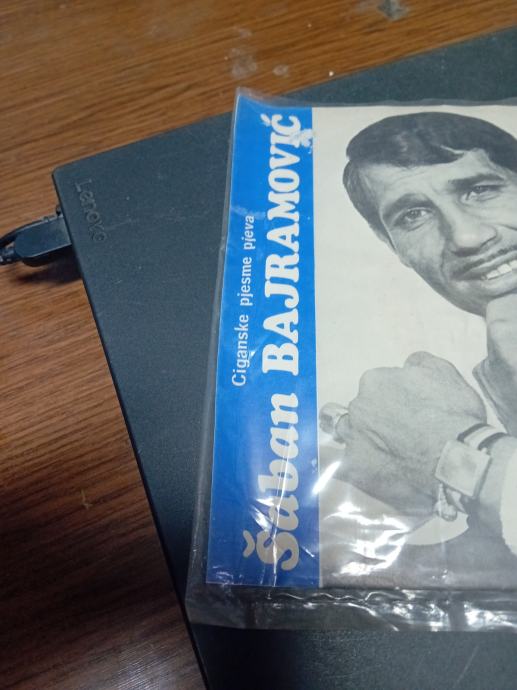 Lenovo
Ciganske pjesme pjeva
Šaban BAJRAMOVIĆ